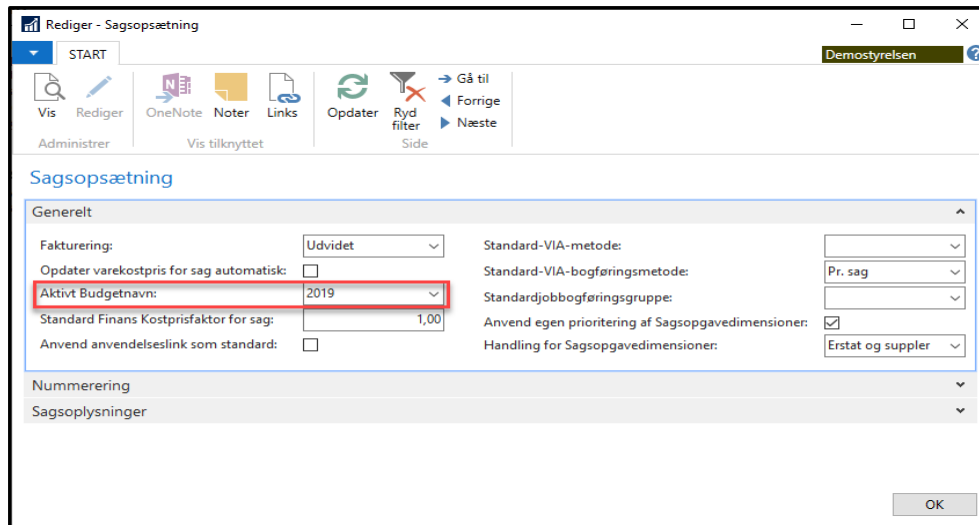 Rediger - Sagsopsætning
START
Demostyrelsen
Vis
Rediger
OneNote
Noter
Links
Opdater
Ryd
filter
Gå til
Forrige
Næste
Administrer
Vis tilknyttet
Side
Sagsopsætning
Generelt
Fakturering: Udvidet
Opdater varekostpris for sag automatisk:
Aktivt Budgetnavn: 2019
Standard Finans Kostprisfaktor for sag: 1,00
Anvend anvendelseslink som standard:
Standard-VIA-metode:
Standard-VIA-bogføringsmetode: Pr. sag
Standardjobbogføringsgruppe:
Anvend egen prioritering af Sagsopgavedimensioner:
Handling for Sagsopgavedimensioner: Erstat og suppler
Nummerering
Sagsoplysninger
OK